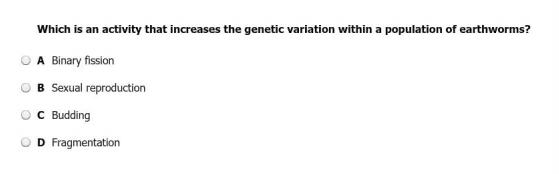 Which is an activity that increases the genetic variation within a population of earthworms?
A Binary fission
B Sexual reproduction
C Budding
D Fragmentation